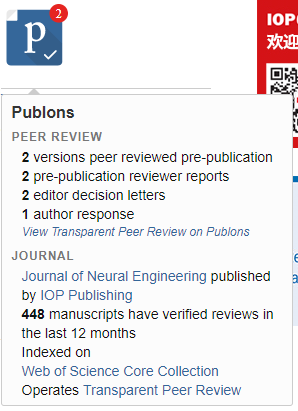 p
2
IOP
欢迎
Publons
PEER REVIEW
2 versions peer reviewed pre-publication
2 pre-publication reviewer reports
2 editor decision letters
1 author response
View Transparent Peer Review on Publons
JOURNAL
Journal of Neural Engineering published
by IOP Publishing
448 manuscripts have verified reviews in
the last 12 months
Indexed on
Web of Science Core Collection
Operates Transparent Peer Review